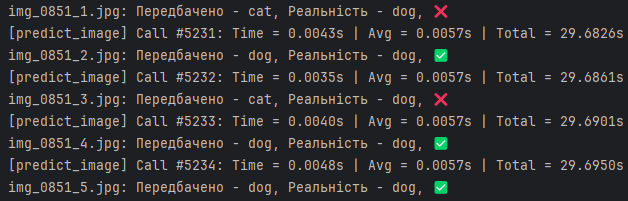 img_0851_1.jpg: Передбачено - cat, Реальність - dog, ❌
[predict_image] Call #5231: Time = 0.0043s | Avg = 0.0057s | Total = 29.6826s
img_0851_2.jpg: Передбачено - dog, Реальність - dog, ✅
[predict_image] Call #5232: Time = 0.0035s | Avg = 0.0057s | Total = 29.6861s
img_0851_3.jpg: Передбачено - cat, Реальність - dog, ❌
[predict_image] Call #5233: Time = 0.0040s | Avg = 0.0057s | Total = 29.6901s
img_0851_4.jpg: Передбачено - dog, Реальність - dog, ✅
[predict_image] Call #5234: Time = 0.0048s | Avg = 0.0057s | Total = 29.6950s
img_0851_5.jpg: Передбачено - dog, Реальність - dog, ✅